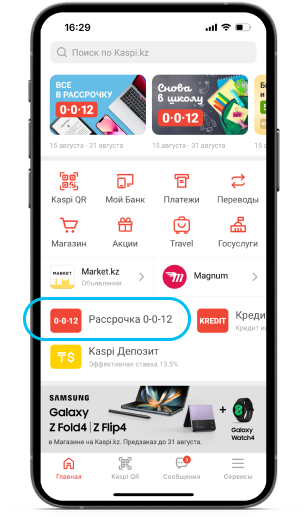 16:29
Поиск по Kaspi.kz
ВСЕ
В РАССРОЧКУ
0·0·12
Снова
в школу
0·0·12
15 августа - 31 августа
15 августа - 31 августа
15 а
Kaspi QR
Мой Банк
Платежи
Переводы
Магазин
Акции
Travel
Госуслуги
MARKET
Market.kz
Объявления
Magnum
0·0·12
Рассрочка 0-0-12
KREDIT
Креди
Кредит
₸$
Kaspi Депозит
Эффективная ставка 13.5%
SAMSUNG
Galaxy
Z Fold4 | Z Flip4
+
Galaxy
Watch4
в Магазине на Kaspi.kz. Предзаказ до 31 августа.
Главная
Kaspi QR
Сообщения
Сервисы